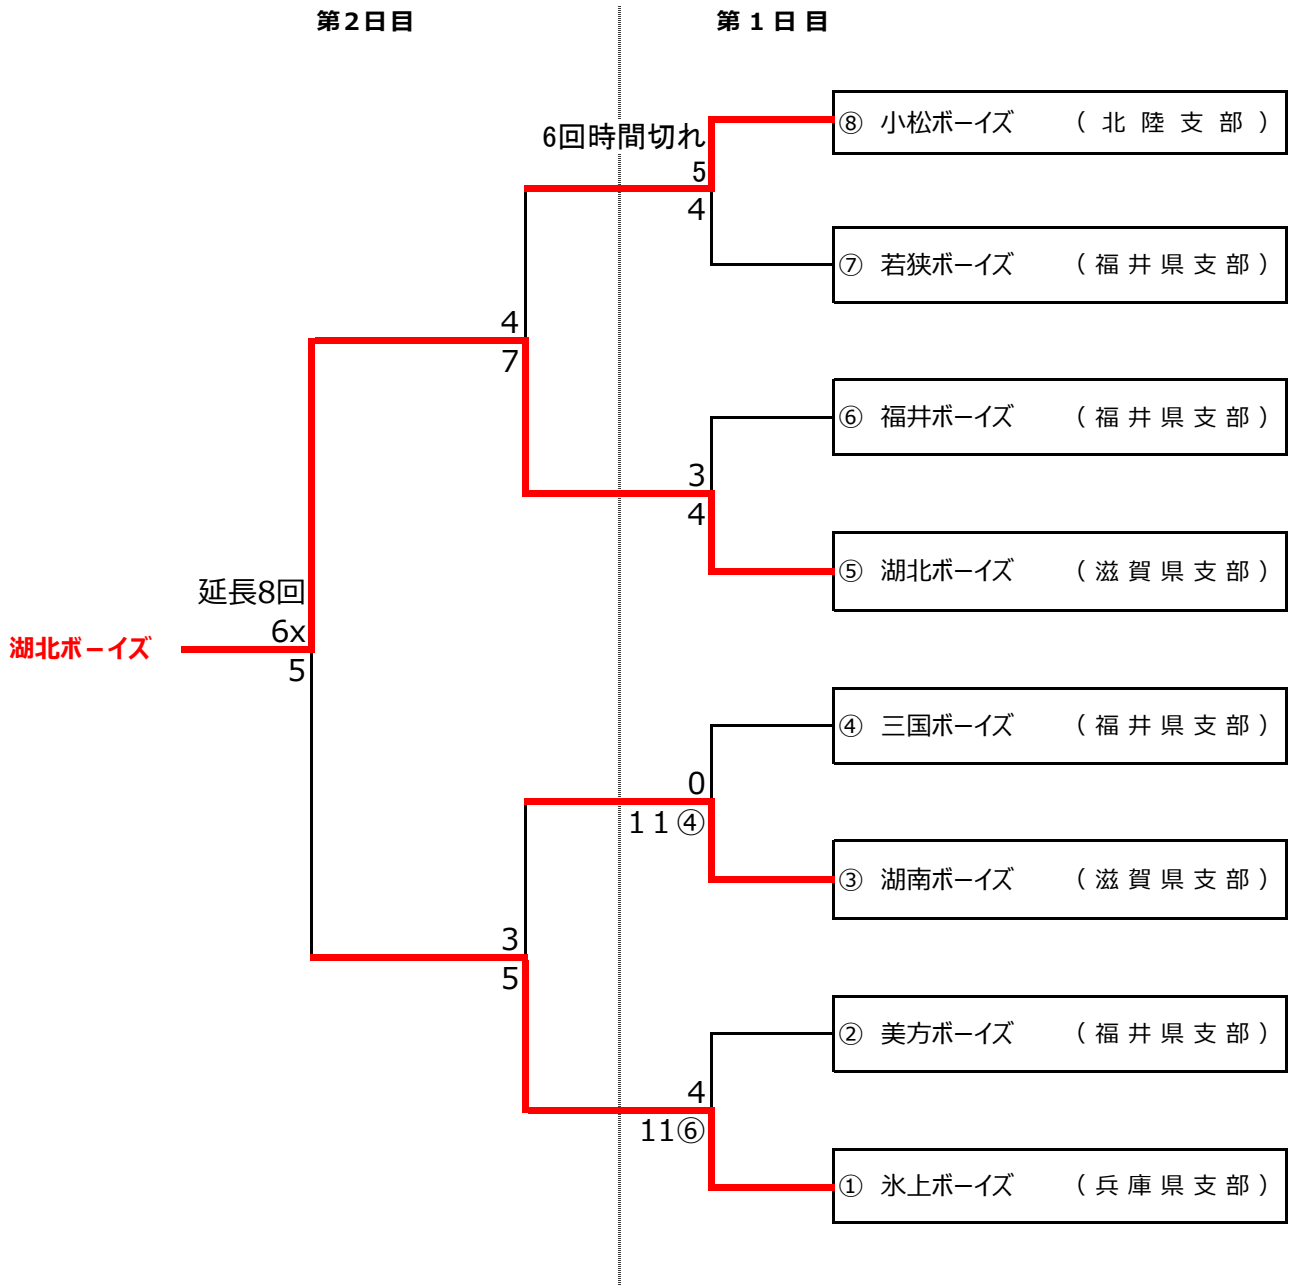 第2日目
第1日目
⑧ 小松ボーイズ (北陸支部)
6回時間切れ
5
4
⑦ 若狭ボーイズ (福井県支部)
4
7
⑥ 福井ボーイズ (福井県支部)
3
4
⑤ 湖北ボーイズ (滋賀県支部)
延長8回
6x
湖北ボーイズ
5
④ 三国ボーイズ (福井県支部)
0
11④
③ 湖南ボーイズ (滋賀県支部)
3
5
② 美方ボーイズ (福井県支部)
4
11⑥
① 氷上ボーイズ (兵庫県支部)